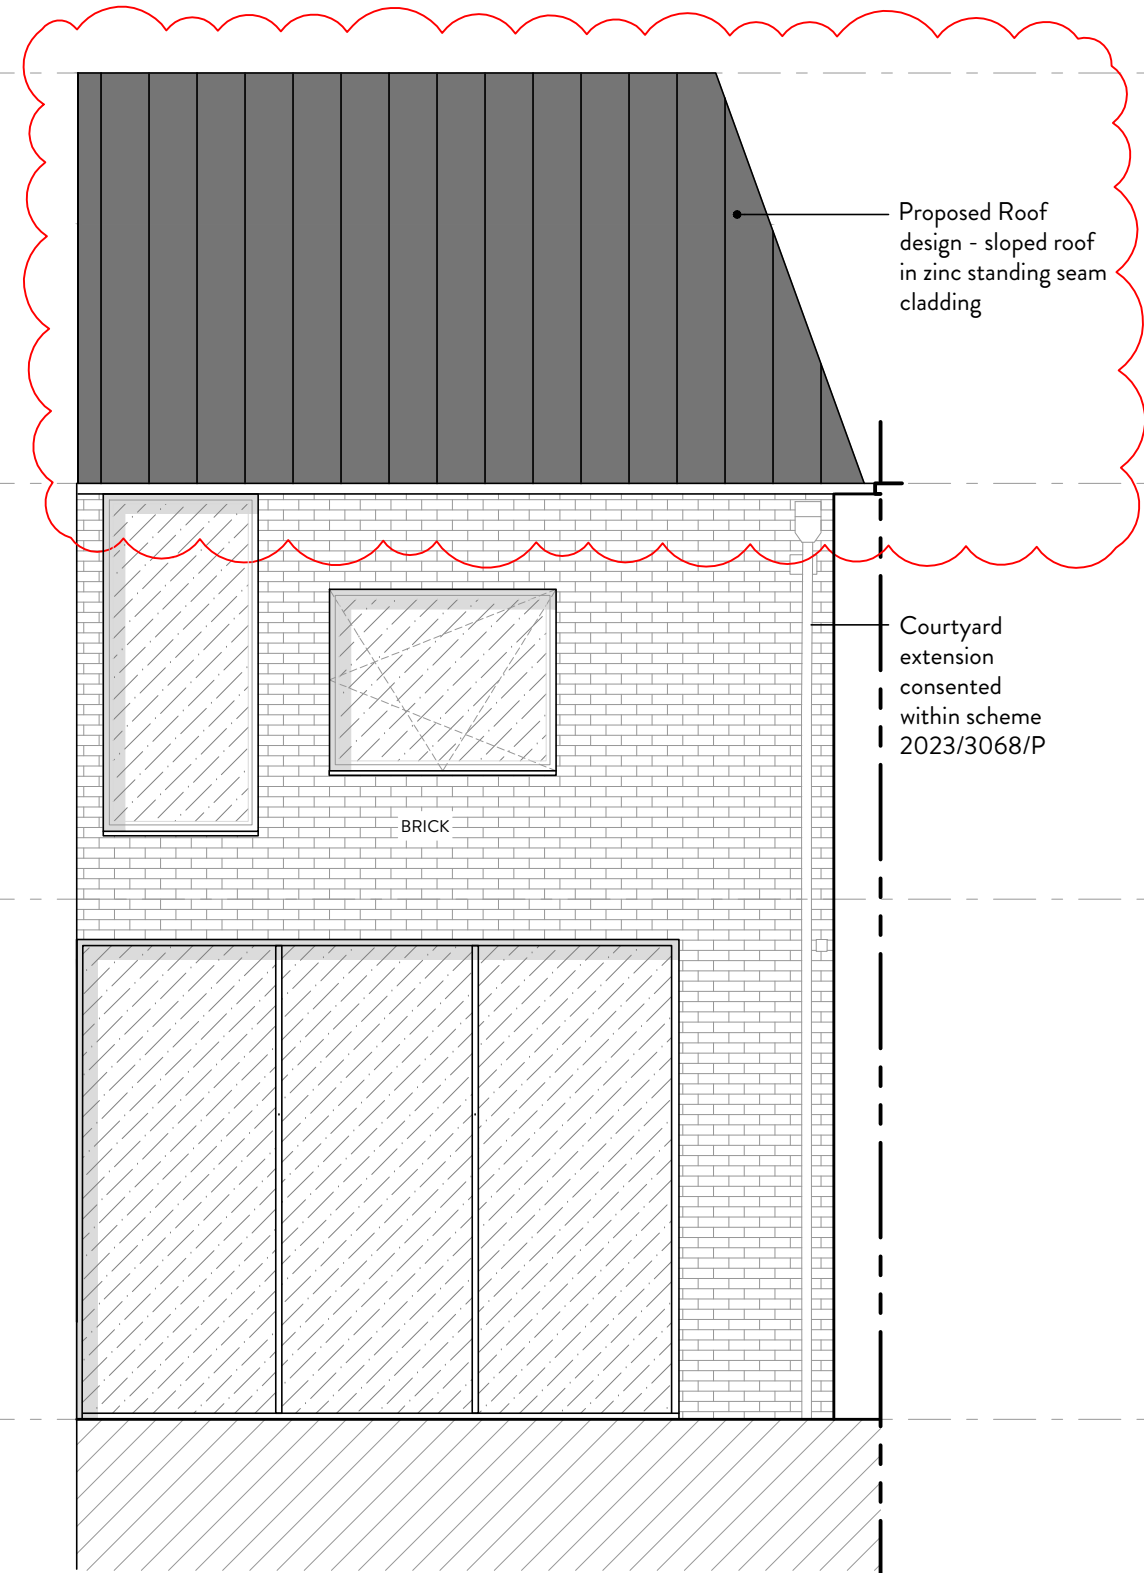 Proposed Roof
design - sloped roof
in zinc standing seam
cladding
Courtyard
extension
consented
within scheme
2023/3068/P
BRICK